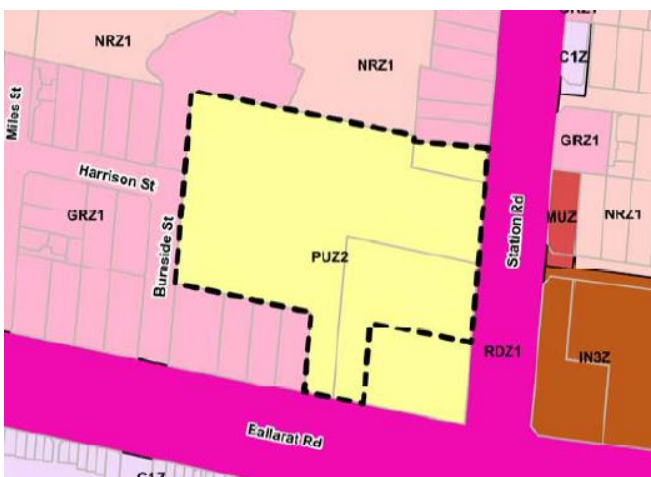 NRZ1
NRZ1
C1Z
Miles St
Harrison St
GRZ1
GRZ1
Burnside St
PUZ2
Station Rd
MUZ
NRZ1
RDZ1
IN3Z
Ballarat Rd
C1Z